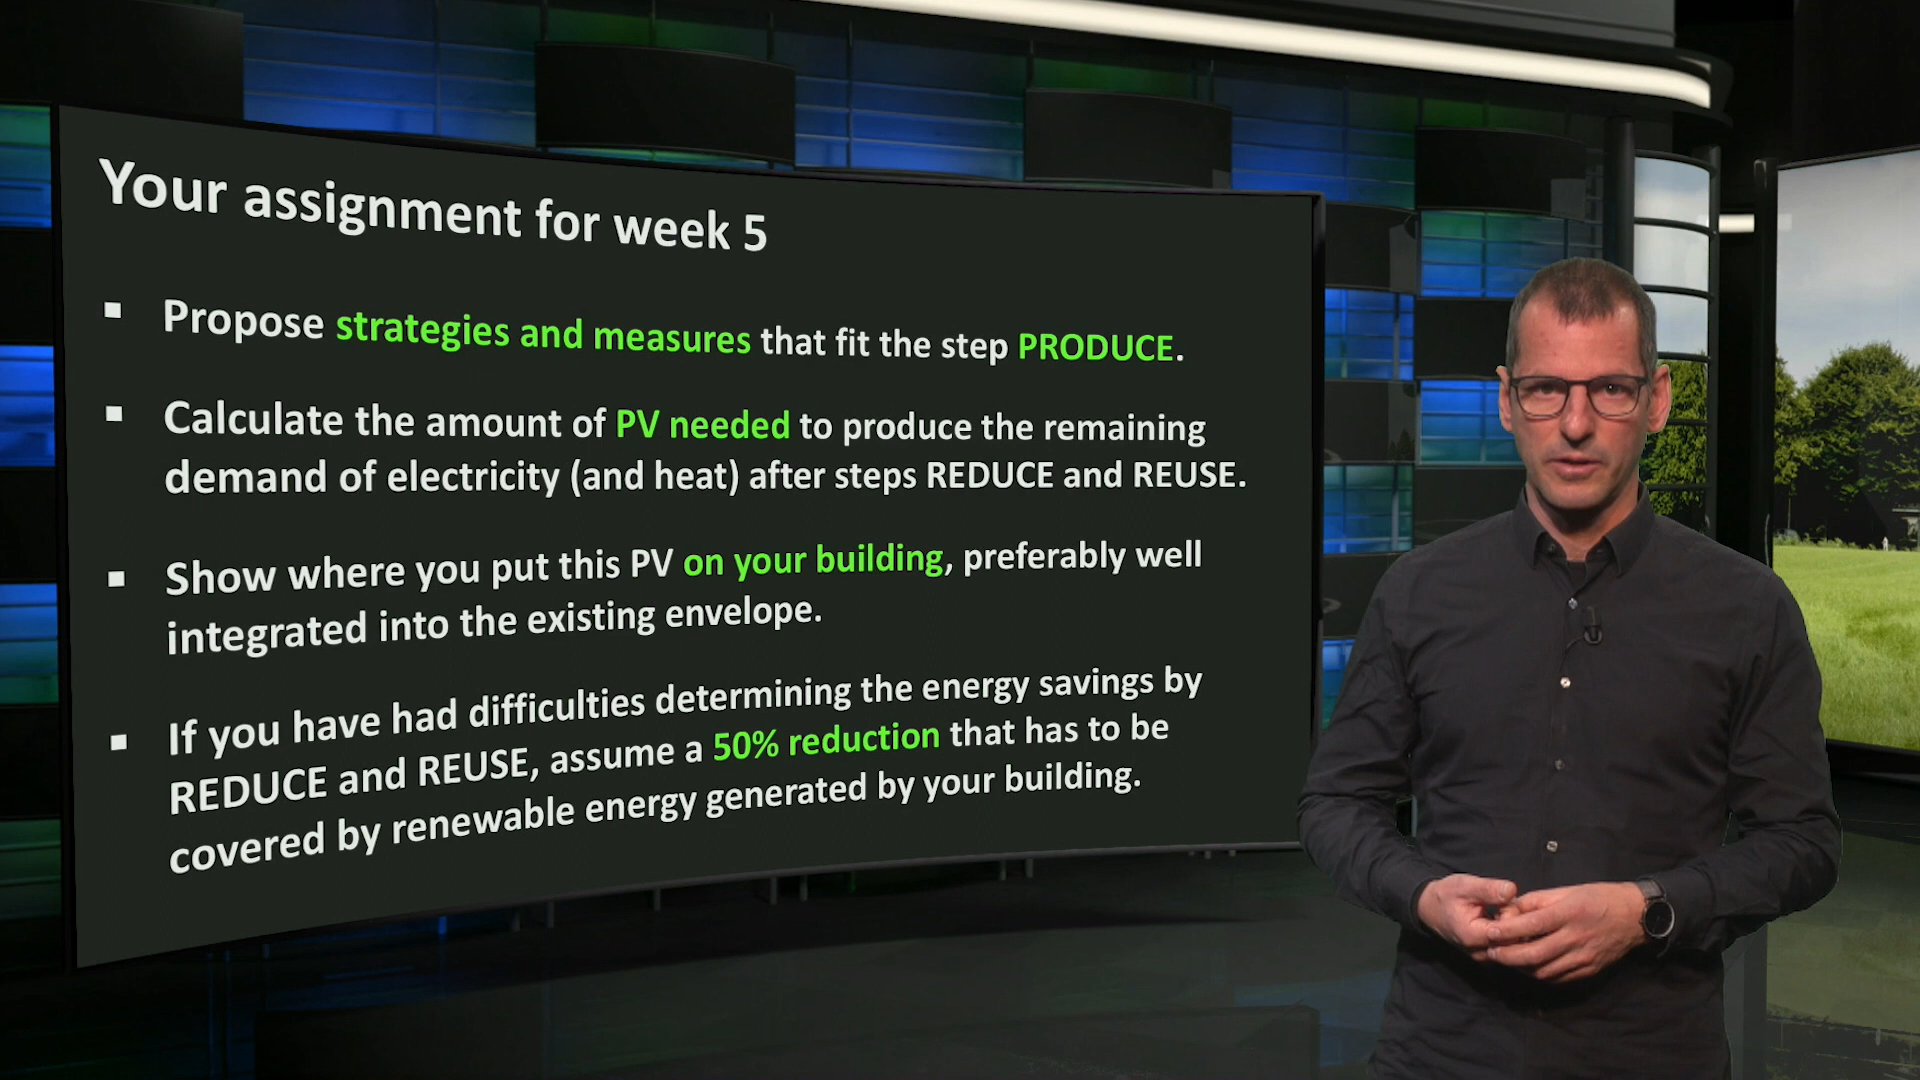 Your assignment for week 5
▪ Propose strategies and measures that fit the step PRODUCE.
▪ Calculate the amount of PV needed to produce the remaining
demand of electricity (and heat) after steps REDUCE and REUSE.
▪ Show where you put this PV on your building, preferably well
integrated into the existing envelope.
▪ If you have had difficulties determining the energy savings by
REDUCE and REUSE, assume a 50% reduction that has to be
covered by renewable energy generated by your building.